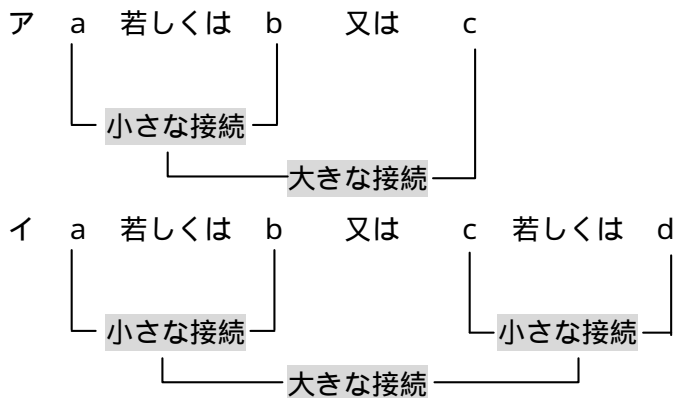 ア a 若しくは b 又は c
小さな接続
大きな接続
イ a 若しくは b 又は c 若しくは d
小さな接続 小さな接続
大きな接続